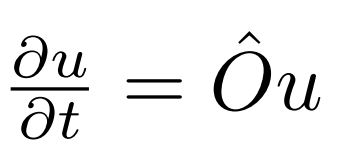 ∂u/∂t = Ôu